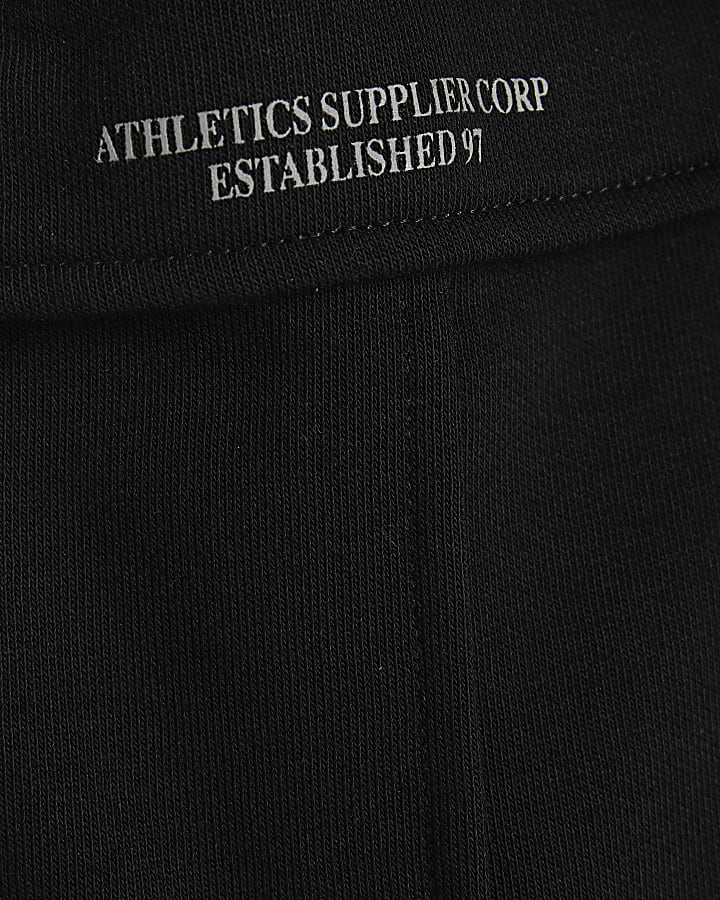 ATHLETICS SUPPLIER CORP
ESTABLISHED 97